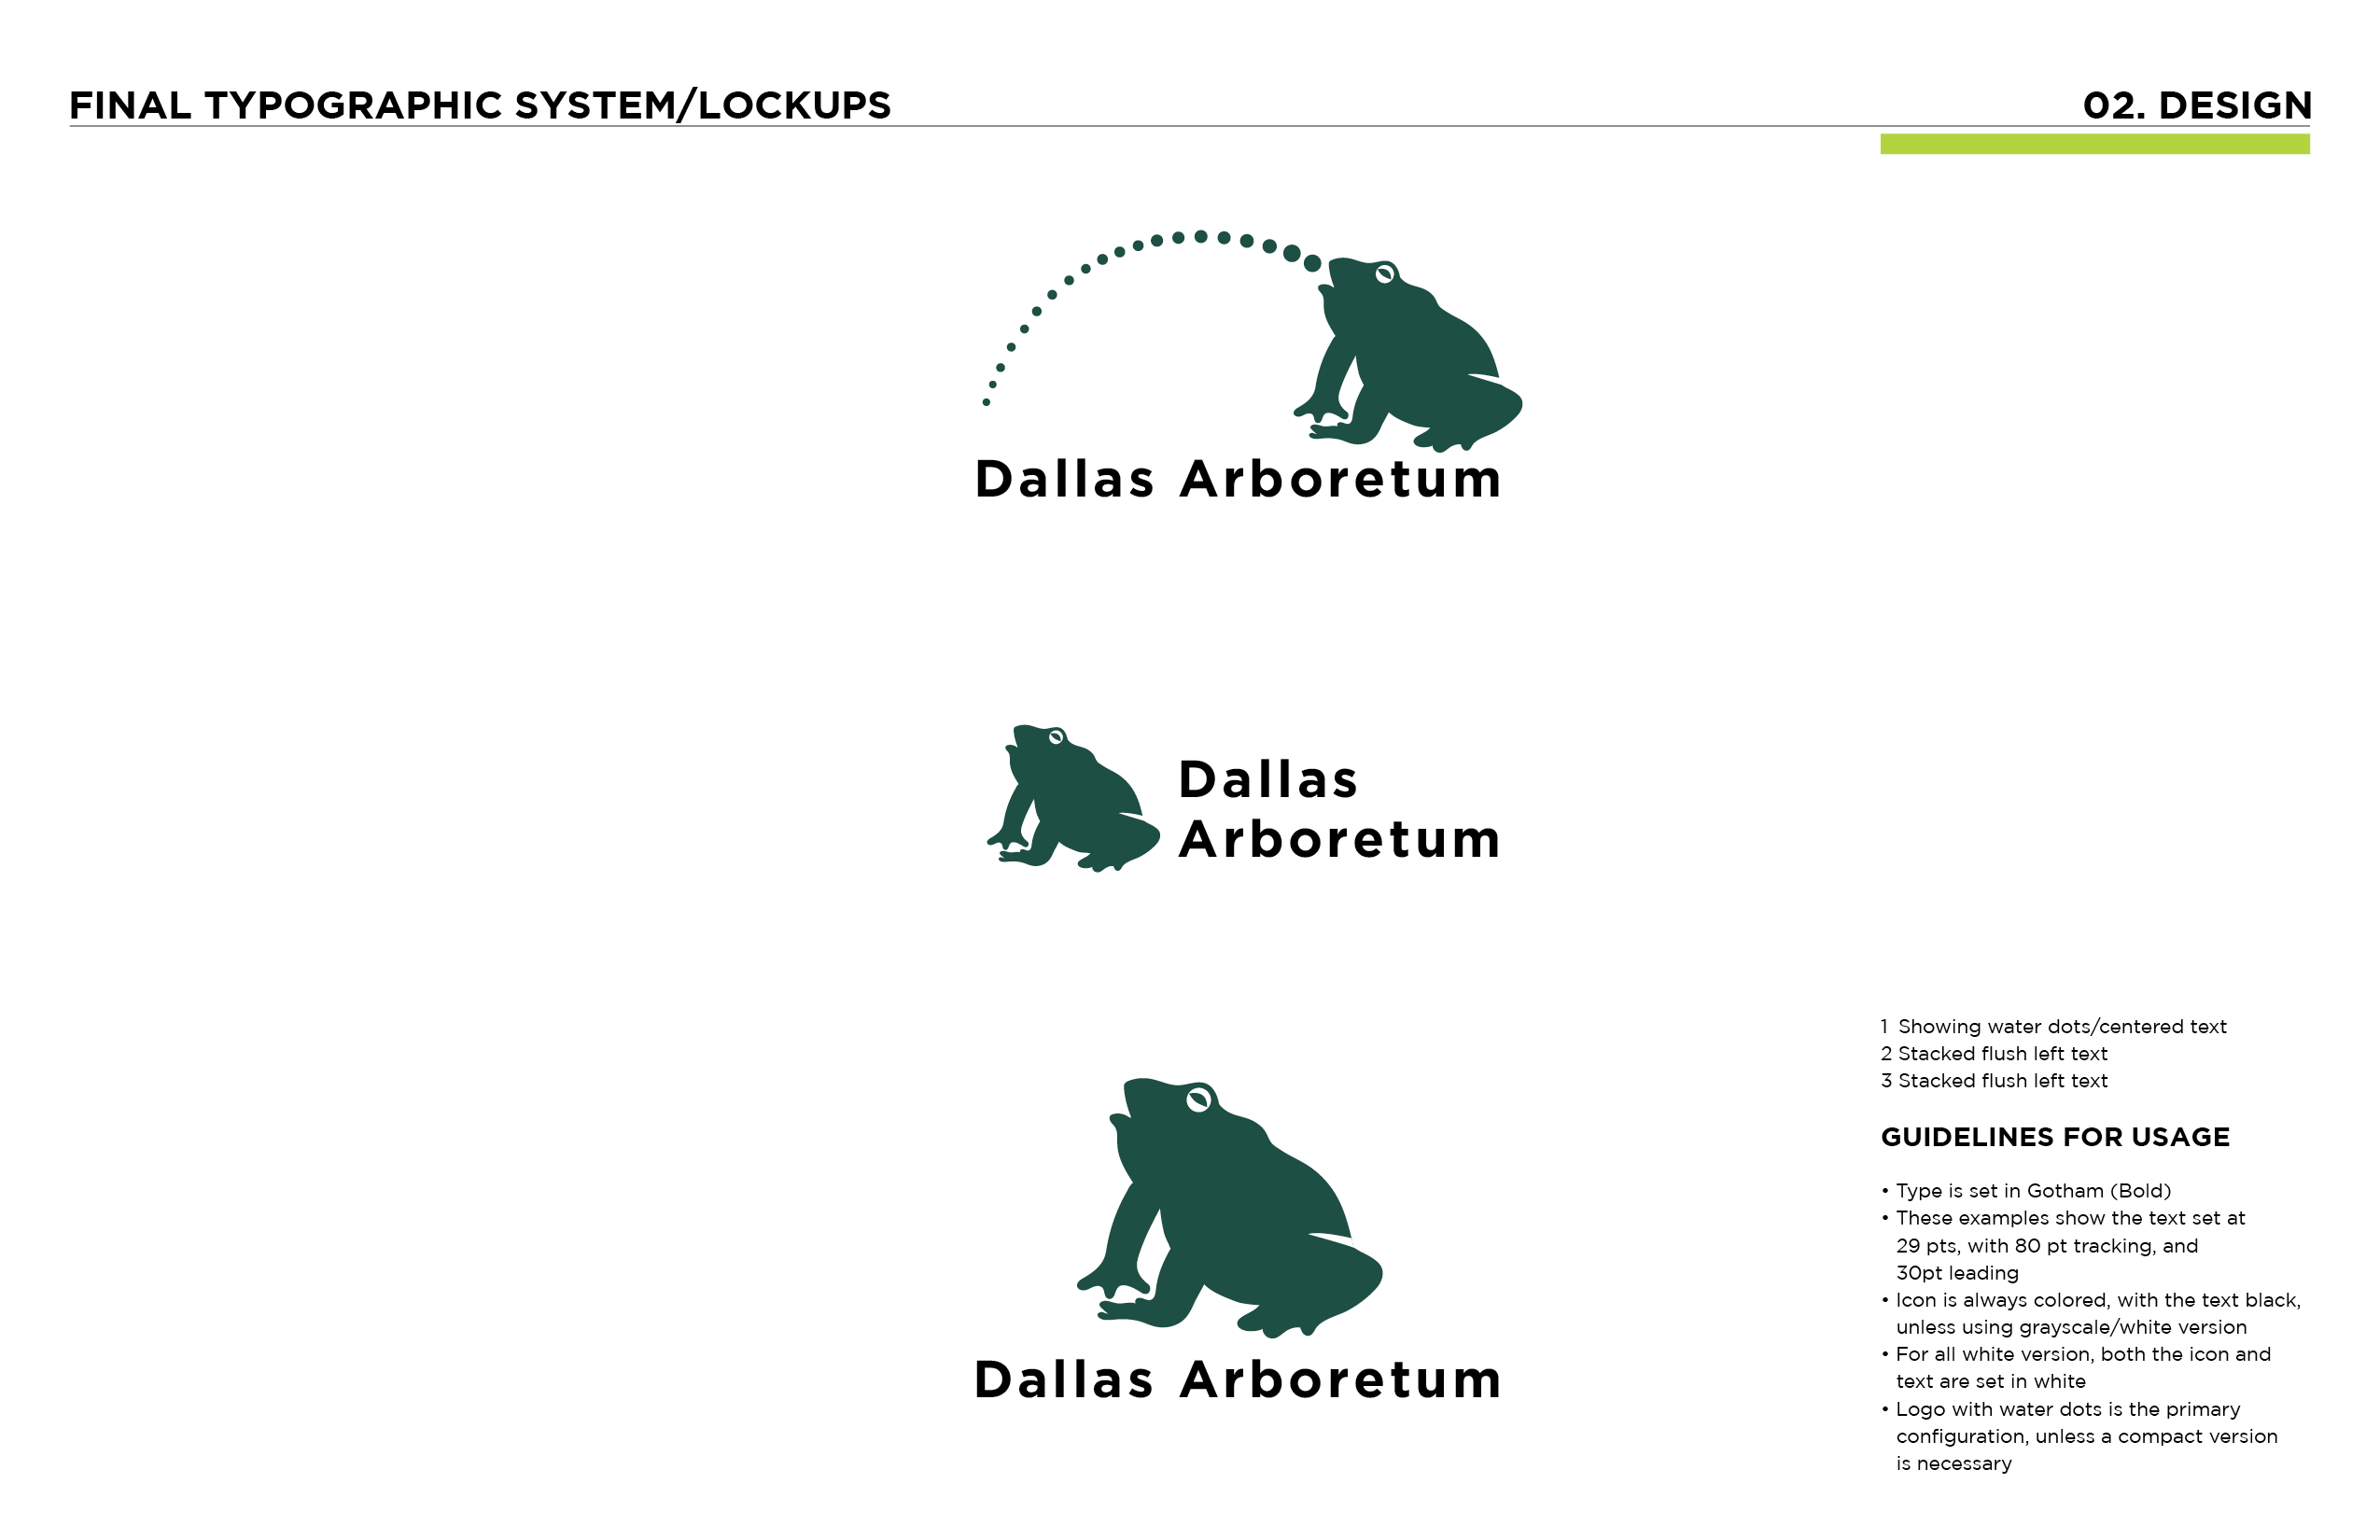 FINAL TYPOGRAPHIC SYSTEM/LOCKUPS
02. DESIGN
Dallas Arboretum
Dallas
Arboretum
Dallas Arboretum
1 Showing water dots/centered text
2 Stacked flush left text
3 Stacked flush left text
GUIDELINES FOR USAGE
• Type is set in Gotham (Bold)
• These examples show the text set at
29 pts, with 80 pt tracking, and
30pt leading
• Icon is always colored, with the text black,
unless using grayscale/white version
• For all white version, both the icon and
text are set in white
• Logo with water dots is the primary
configuration, unless a compact version
is necessary